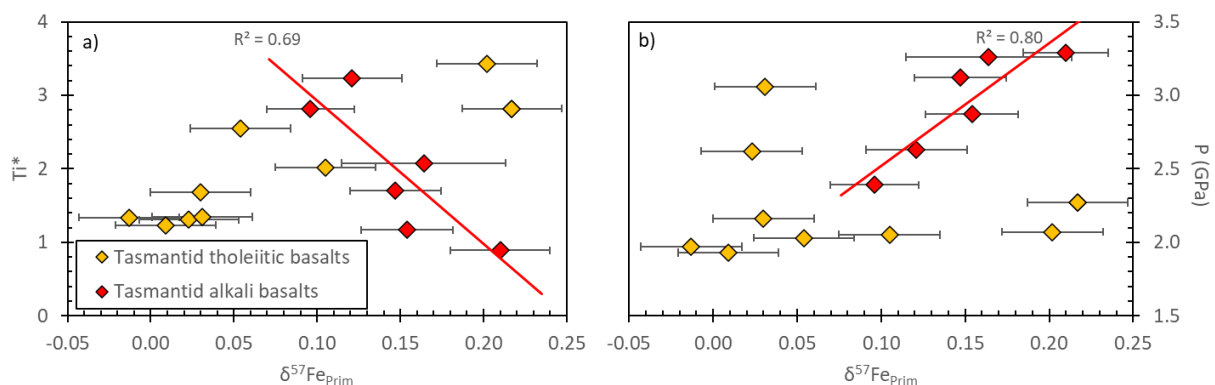 a)
R² = 0.69
Ti*
4
3
2
1
0
Tasmantid tholeiitic basalts
Tasmantid alkali basalts
-0.05
0.00
0.05
0.10
0.15
0.20
0.25
δ⁵⁷Fe_Prim
b)
R² = 0.80
3.5
3.0
2.5
2.0
1.5
P (GPa)
-0.05
0.00
0.05
0.10
0.15
0.20
0.25
δ⁵⁷Fe_Prim